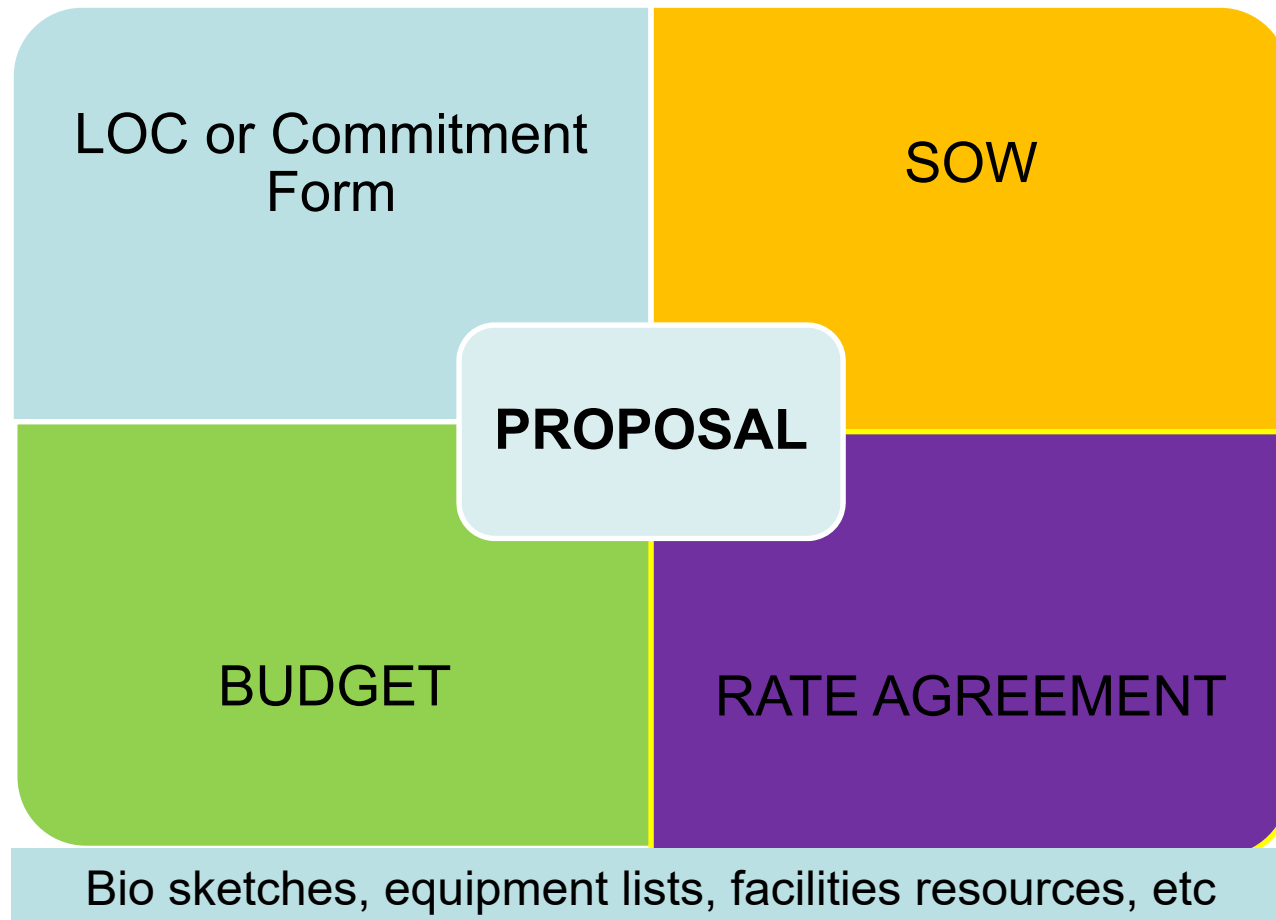 LOC or Commitment
Form
SOW
PROPOSAL
BUDGET
RATE AGREEMENT
Bio sketches, equipment lists, facilities resources, etc